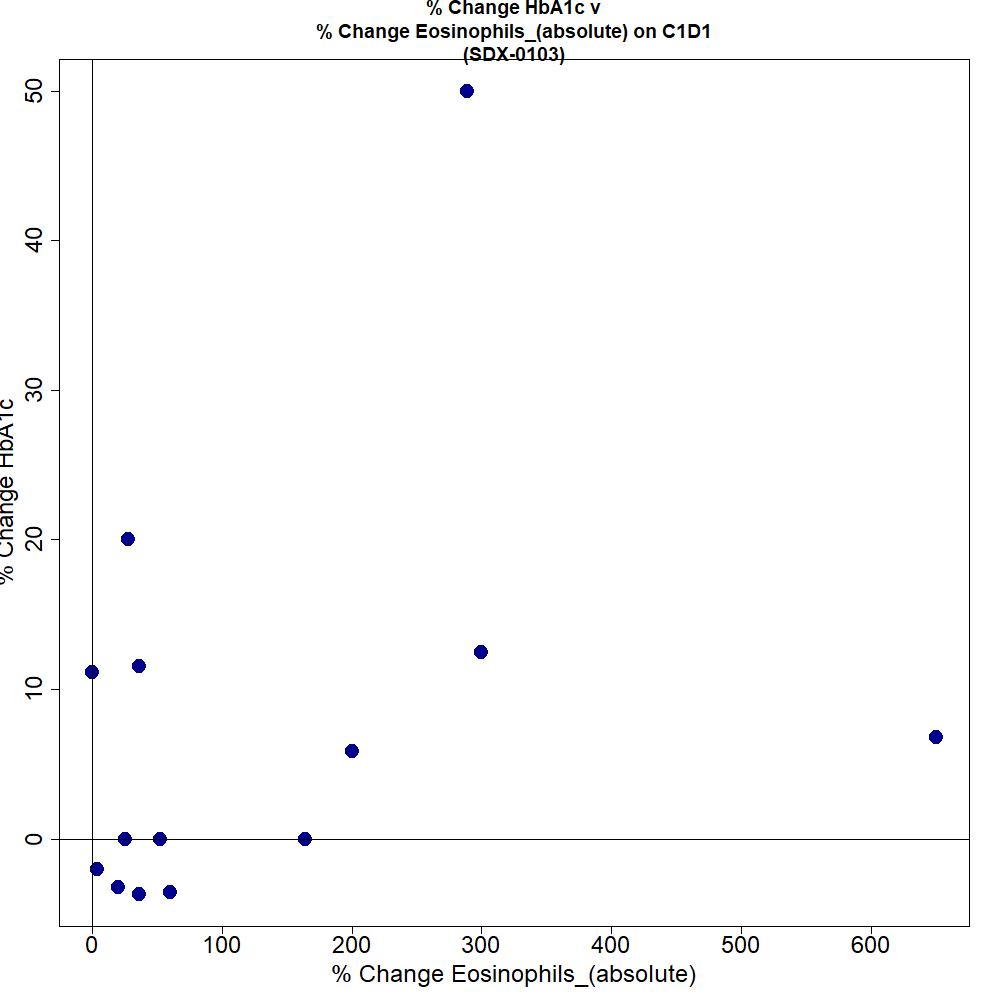 % Change HbA1c v
% Change Eosinophils_(absolute) on C1D1
(SDX-0103)
% Change HbA1c
50
40
30
20
10
0
0 100 200 300 400 500 600
% Change Eosinophils_(absolute)